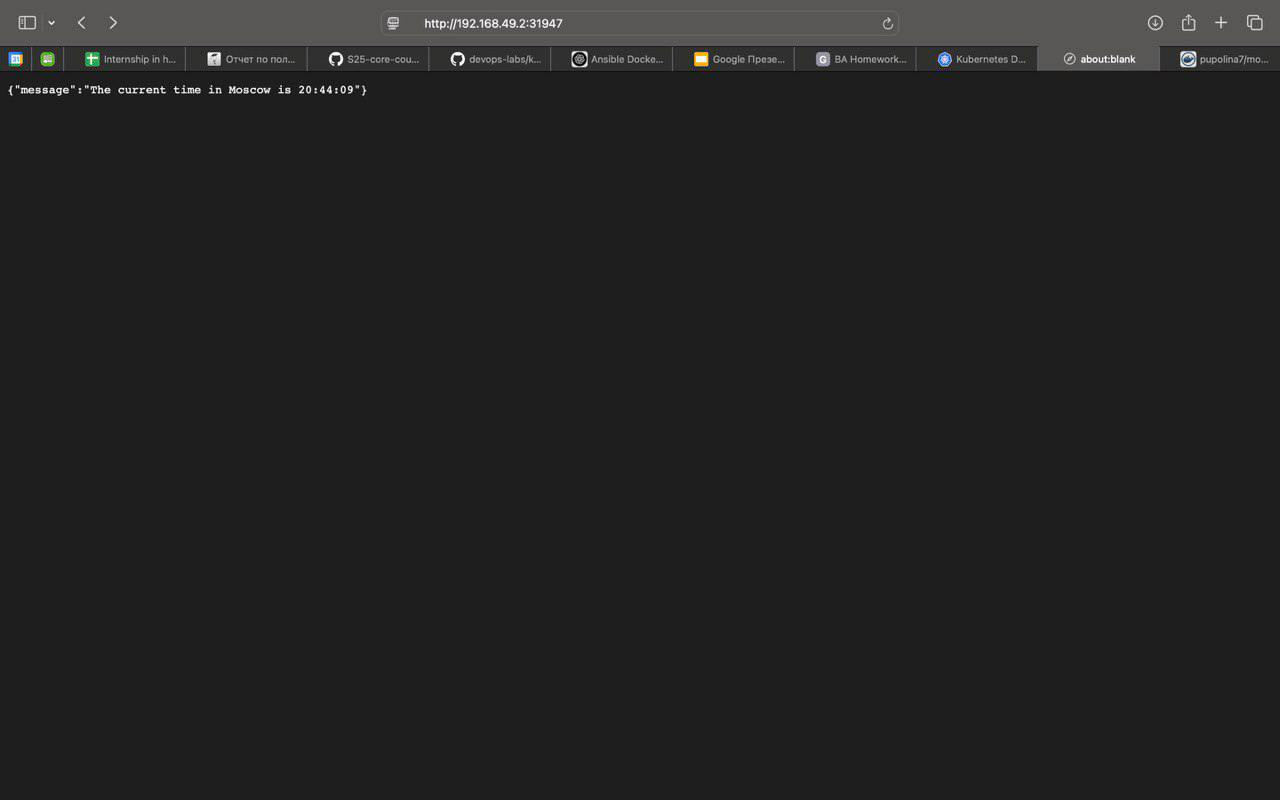 http://192.168.49.2:31947
Internship in h... Отчет по пол... S25-core-cou... devops-labs/k... Ansible Docke... Google Презе... BA Homework... Kubernetes D... about:blank pupolina7/mo...
{"message":"The current time in Moscow is 20:44:09"}